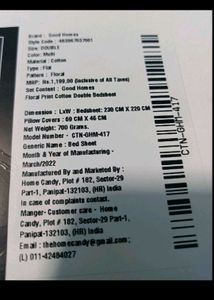 Brand : Good Homes
Style Code :
Size: DOUBLE
Color: Multi
Material : Cotton
Type : Flat
Pattern : Floral
MRP : Rs.1,199.00 (Inclusive of All Taxes)
Set Content : Good Homes
Floral Print Cotton Double Bedsheet
Dimension : LxW : Bedsheet: 230 CM X 220 CM
Pillow Covers : 69 CM X 46 CM
Net Weight: 700 Grams.
Model Number - CTN-GHM-417
Generic Name : Bed Sheet
Month & Year of Manufacturing -
March/2022
Manufactured By and Marketed By :
Home Candy, Plot # 182, Sector-29
Part-1, Panipat-132103, (HR) India
In case of complaints contact.
Manger- Customer care - Home
Candy, Plot # 182, Sector-29 Part-1,
Panipat-132103, (HR) India
Email : thehomecandy@gmail.com;
(L) 011-42484027
CTN-GHM-417